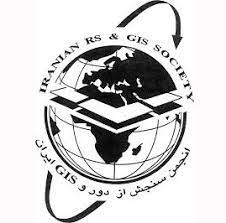 IRANIAN RS & GIS SOCIETY
انجمن سنجش از دور و GIS ایران